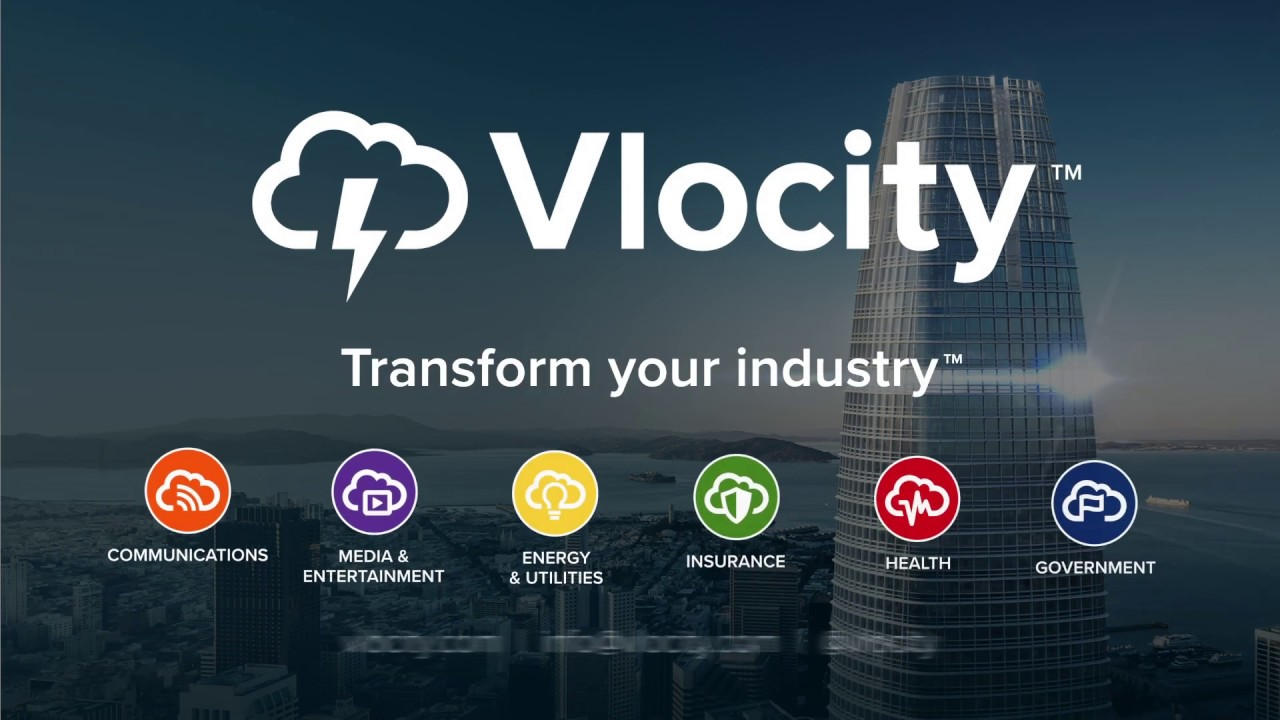 Vlocity™
Transform your industry™
COMMUNICATIONS
MEDIA &
ENTERTAINMENT
ENERGY
& UTILITIES
INSURANCE
HEALTH
GOVERNMENT